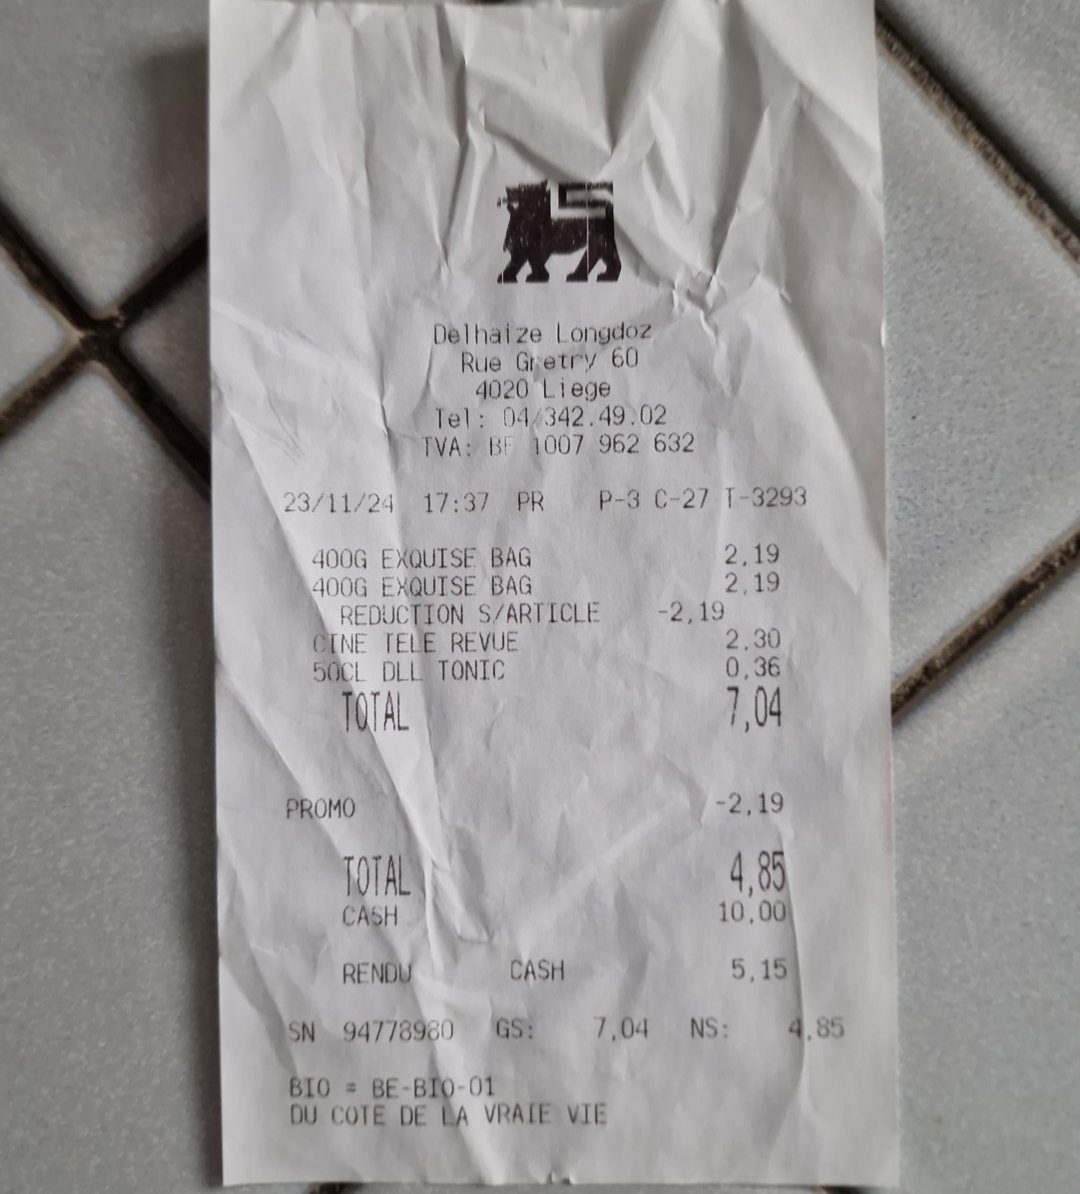 Delhaize Longdoz
Rue Gretry 60
4020 Liege
Tel: 04/342.49.02
TVA: BE 1007 962 632
23/11/24 17:37 PR P-3 C-27 T-3293
400G EXQUISE BAG 2,19
400G EXQUISE BAG 2,19
REDUCTION S/ARTICLE -2,19
CINE TELE REVUE 2,30
50CL DLL TONIC 0,36
TOTAL 7,04
PROMO -2,19
TOTAL 4,85
CASH 10,00
RENDU CASH 5,15
SN 94778980 GS: 7,04 NS: 4,85
BIO = BE-BIO-01
DU COTE DE LA VRAIE VIE